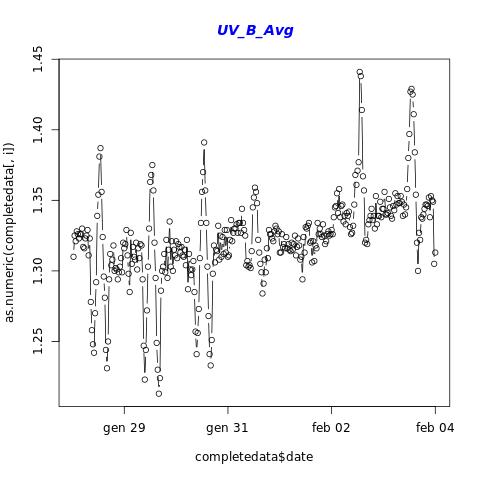 UV_B_Avg
as.numeric(completedata[, i])
1.45
1.40
1.35
1.30
1.25
gen 29
gen 31
feb 02
feb 04
completedata$date